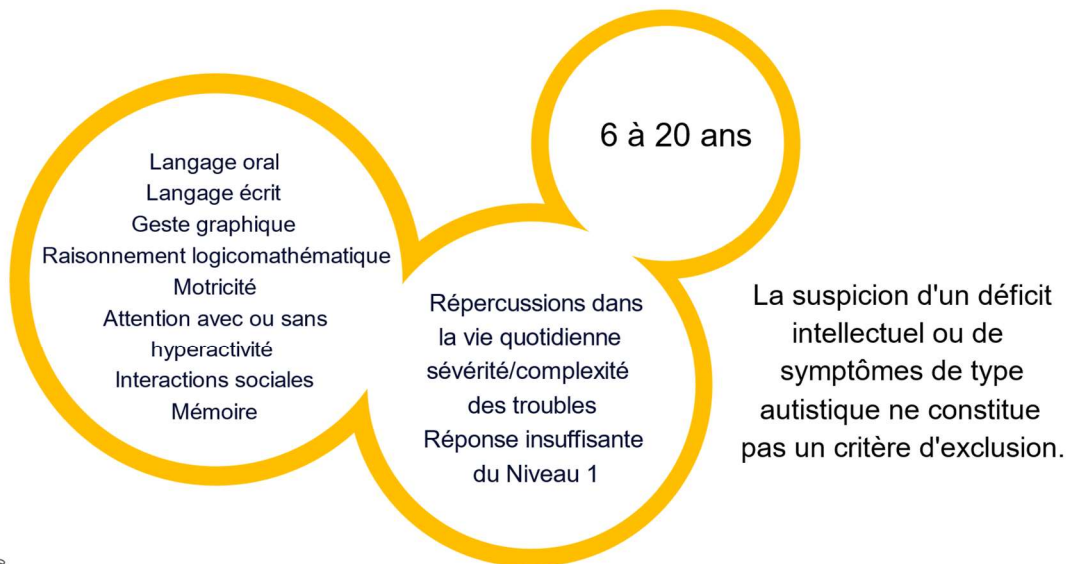 6 à 20 ans
Langage oral
Langage écrit
Geste graphique
Raisonnement logicomathématique
Motricité
Attention avec ou sans
hyperactivité
Interactions sociales
Mémoire
Répercussions dans
la vie quotidienne
sévérité/complexité
des troubles
Réponse insuffisante
du Niveau 1
La suspicion d'un déficit
intellectuel ou de
symptômes de type
autistique ne constitue
pas un critère d'exclusion.